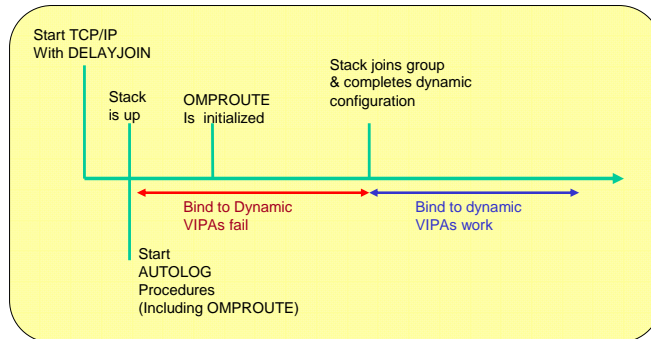 Start TCP/IP
With DELAYJOIN
Stack
is up
OMPROUTE
Is initialized
Stack joins group
& completes dynamic
configuration
Bind to Dynamic
VIPAs fail
Bind to dynamic
VIPAs work
Start
AUTOLOG
Procedures
(Including OMPROUTE)